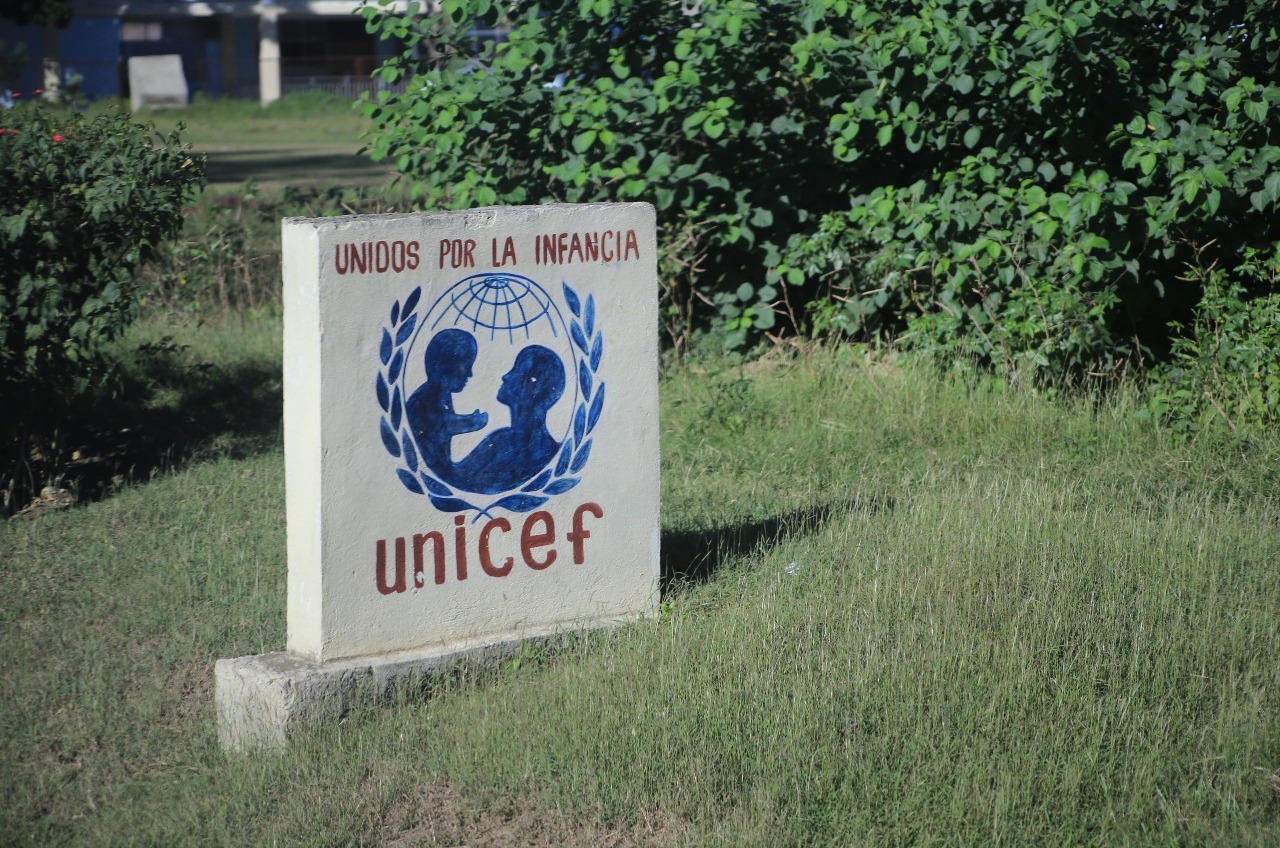 UNIDOS POR LA INFANCIA
unicef